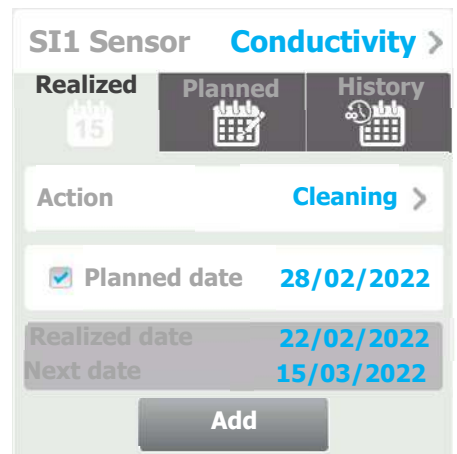 SI1 Sensor Conductivity >
Realized Planned History
15
Action Cleaning >
Planned date 28/02/2022
Realized date 22/02/2022
Next date 15/03/2022
Add